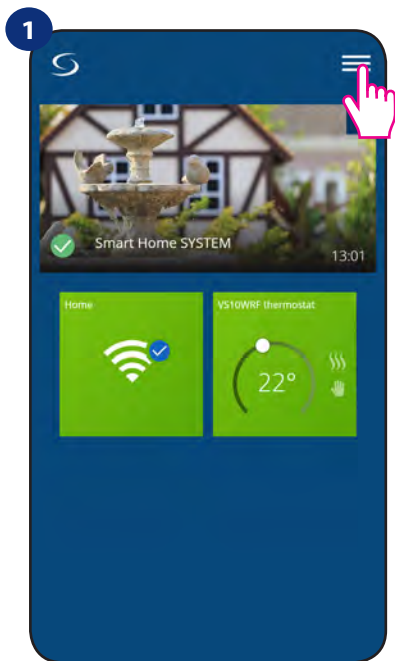 1
Smart Home SYSTEM
13:01
Home
VS10WRF thermostat
22°